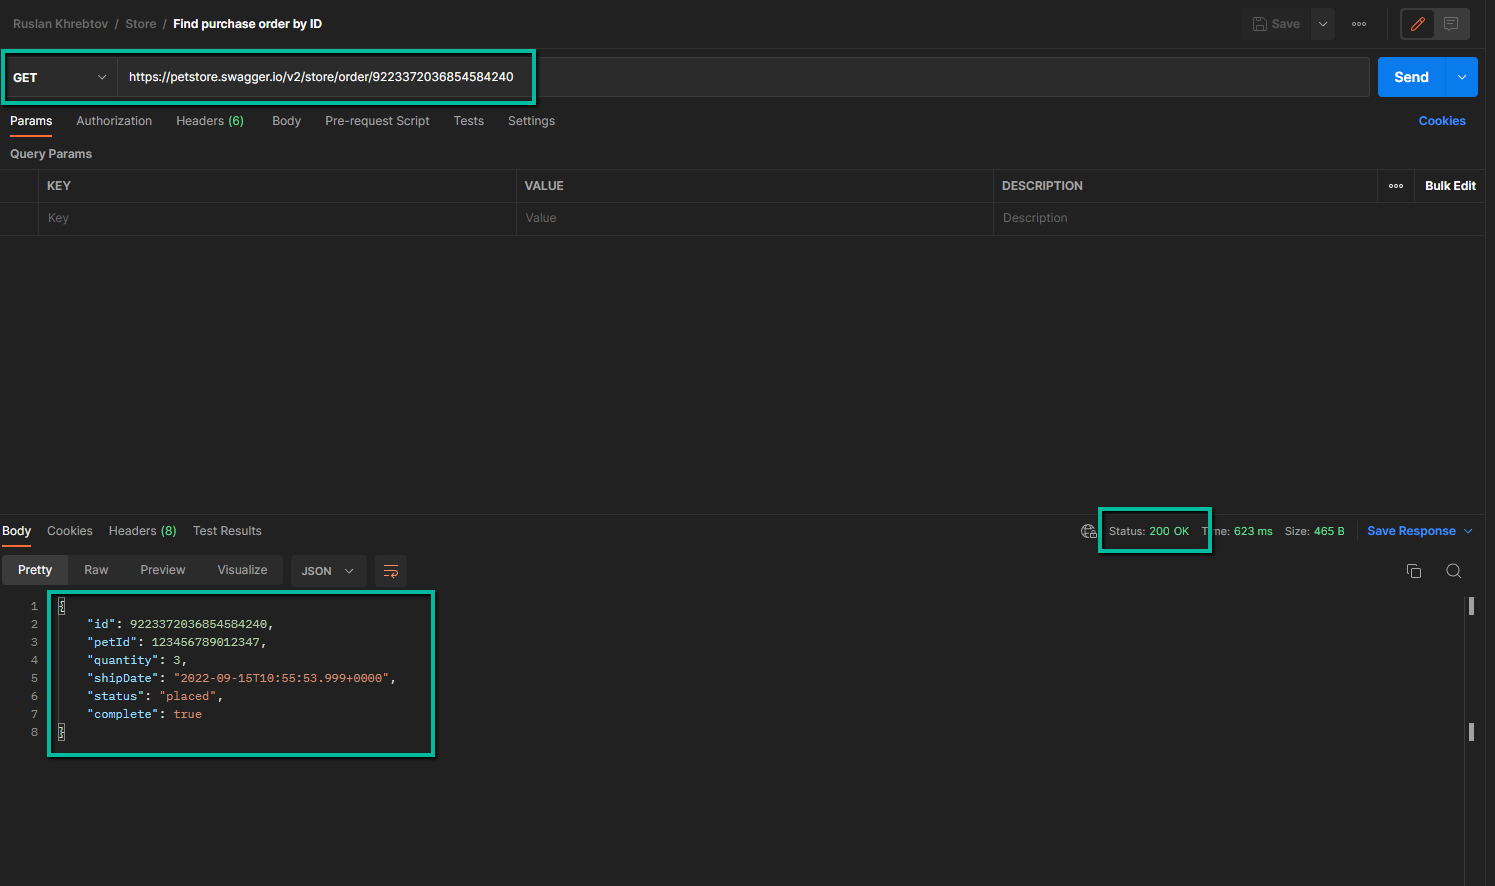 Ruslan Khrebtov / Store / Find purchase order by ID
Save
GET
https://petstore.swagger.io/v2/store/order/9223372036854584240
Send
Params Authorization Headers (6) Body Pre-request Script Tests Settings
Cookies
Query Params
KEY VALUE DESCRIPTION Bulk Edit
Key Value Description
Body Cookies Headers (8) Test Results
Status: 200 OK
623 ms Size: 465 B Save Response
Pretty Raw Preview Visualize JSON
1 {
2 "id": 9223372036854584240,
3 "petId": 123456789012347,
4 "quantity": 3,
5 "shipDate": "2022-09-15T10:55:53.999+0000",
6 "status": "placed",
7 "complete": true
8 }